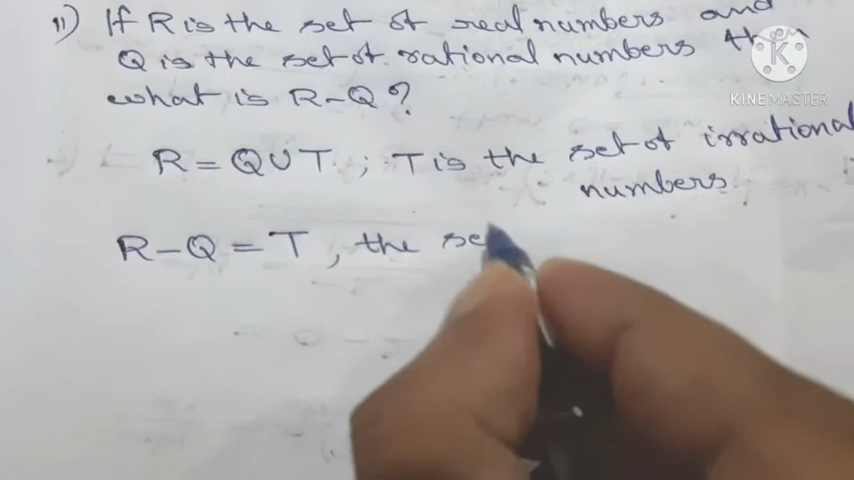 11) If R is the set of real numbers and
Q is the set of rational numbers then
what is R-Q?
KINEMASTER
R = Q∪T ; T is the set of irrational
numbers.
R-Q = T, the se